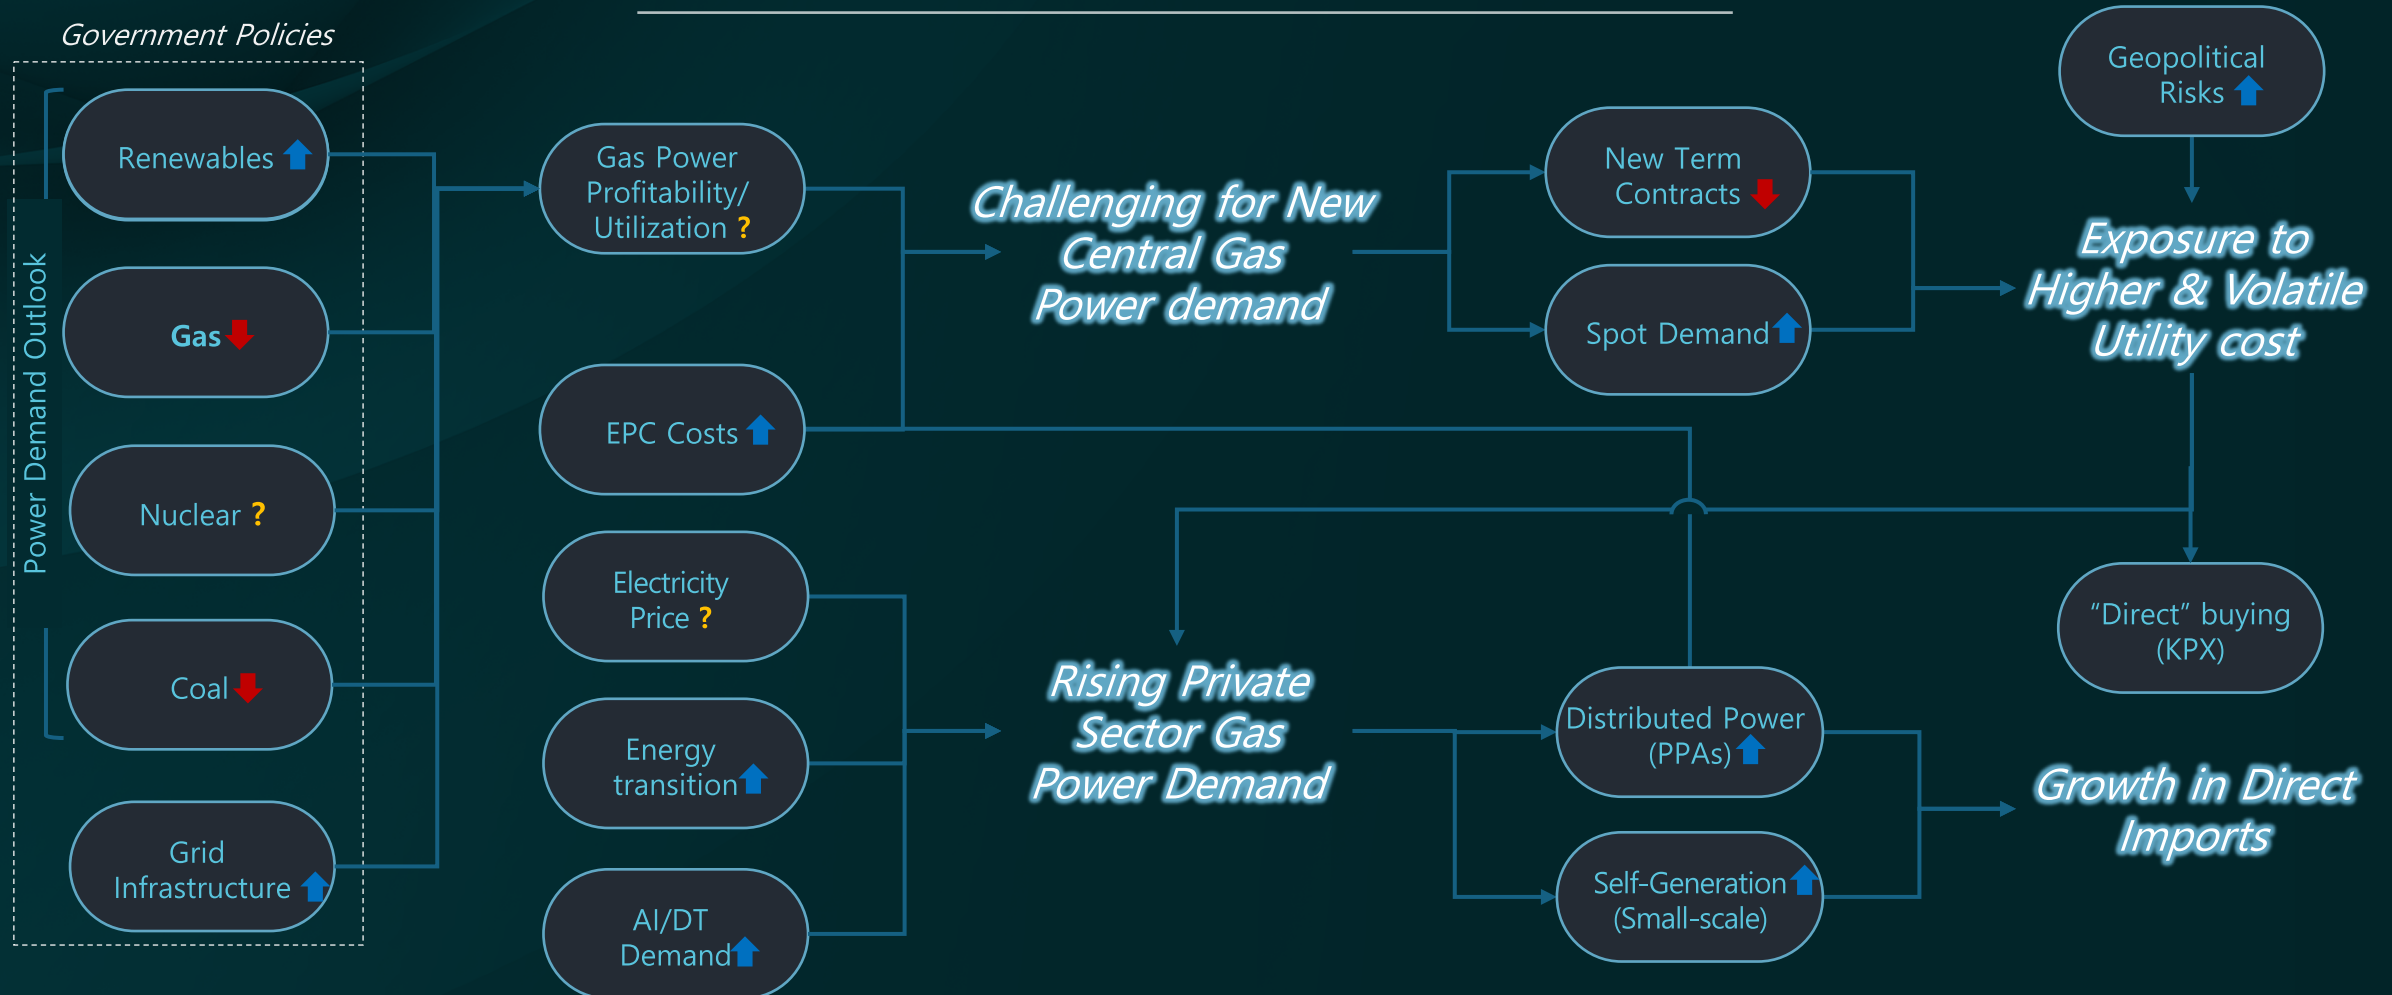 Government Policies
Power Demand Outlook
Renewables
Gas
Nuclear ?
Coal
Grid
Infrastructure
Gas Power
Profitability/
Utilization ?
EPC Costs
Electricity
Price ?
Energy
transition
AI/DT
Demand
Challenging for New
Central Gas
Power demand
Rising Private
Sector Gas
Power Demand
New Term
Contracts
Spot Demand
Distributed Power
(PPAs)
Self-Generation
(Small-scale)
Geopolitical
Risks
Exposure to
Higher & Volatile
Utility cost
“Direct” buying
(KPX)
Growth in Direct
Imports